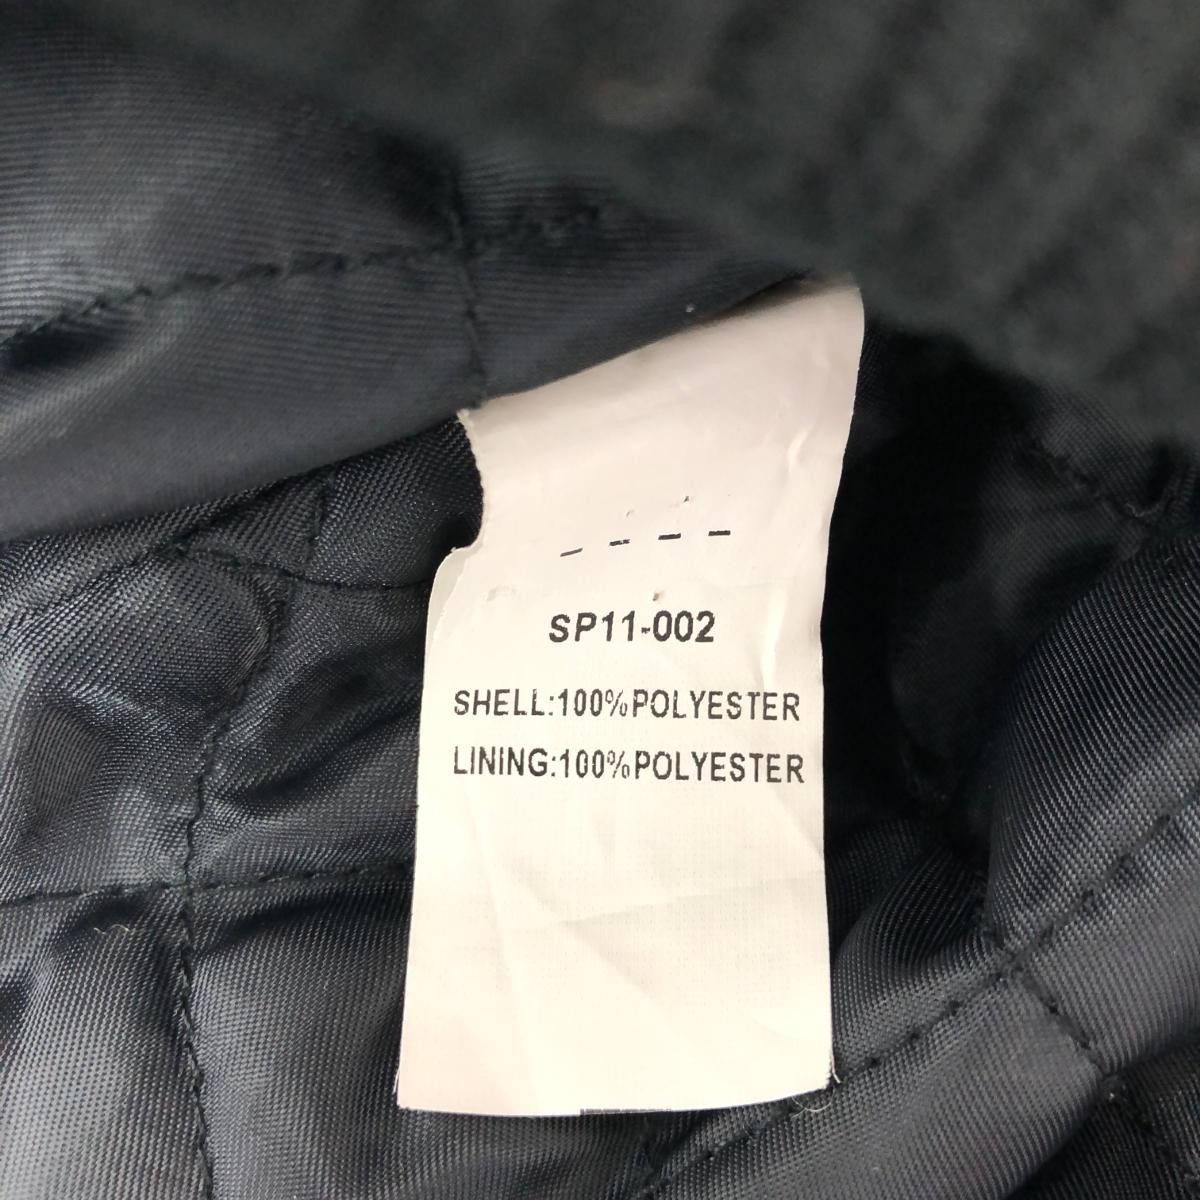 - - - -
SP11-002
SHELL:100%POLYESTER
LINING:100%POLYESTER